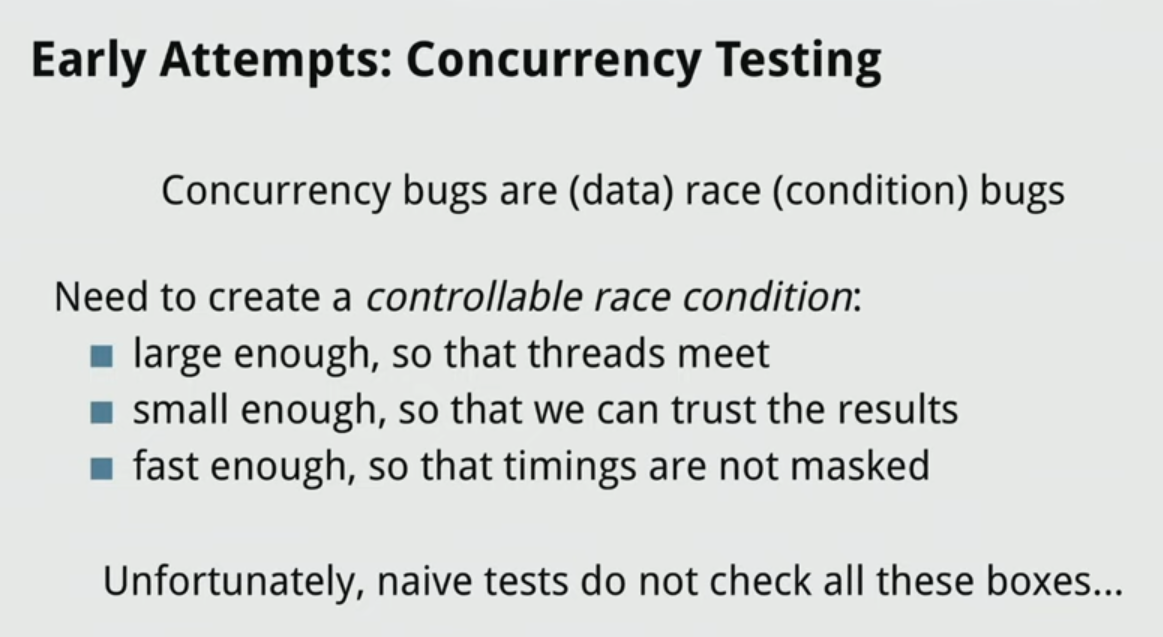 Early Attempts: Concurrency Testing
Concurrency bugs are (data) race (condition) bugs
Need to create a controllable race condition:
large enough, so that threads meet
small enough, so that we can trust the results
fast enough, so that timings are not masked
Unfortunately, naive tests do not check all these boxes...